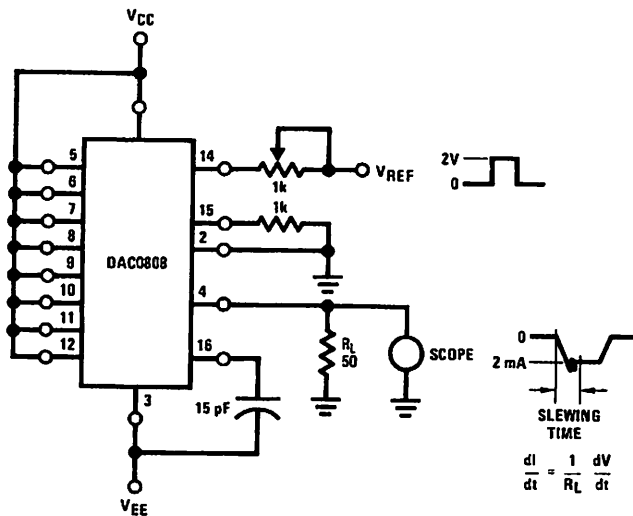 VCC
5
6
7
8
9
10
11
12
DAC0808
14
1k
VREF
15
1k
2
4
16
RL
50
SCOPE
15 pF
3
VEE
2V
0
0
2 mA
SLEWING
TIME
dI/dt = 1/RL dV/dt